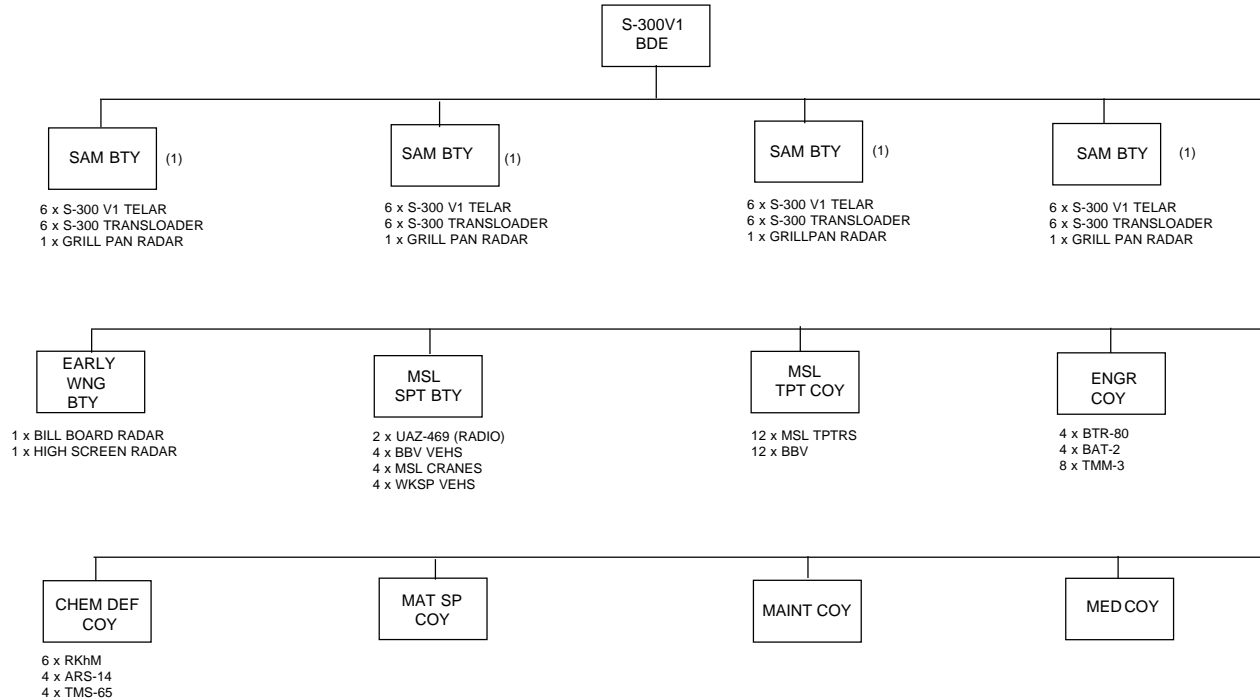 S-300V1
BDE
SAM BTY
(1)
6 x S-300 V1 TELAR
6 x S-300 TRANSLOADER
1 x GRILL PAN RADAR
SAM BTY
(1)
6 x S-300 V1 TELAR
6 x S-300 TRANSLOADER
1 x GRILL PAN RADAR
SAM BTY
(1)
6 x S-300 V1 TELAR
6 x S-300 TRANSLOADER
1 x GRILLPAN RADAR
SAM BTY
(1)
6 x S-300 V1 TELAR
6 x S-300 TRANSLOADER
1 x GRILL PAN RADAR
EARLY
WNG
BTY
1 x BILL BOARD RADAR
1 x HIGH SCREEN RADAR
MSL
SPT BTY
2 x UAZ-469 (RADIO)
4 x BBV VEHS
4 x MSL CRANES
4 x WKSP VEHS
MSL
TPT COY
12 x MSL TPTRS
12 x BBV
ENGR
COY
4 x BTR-80
4 x BAT-2
8 x TMM-3
CHEM DEF
COY
6 x RKhM
4 x ARS-14
4 x TMS-65
MAT SP
COY
MAINT COY
MED COY